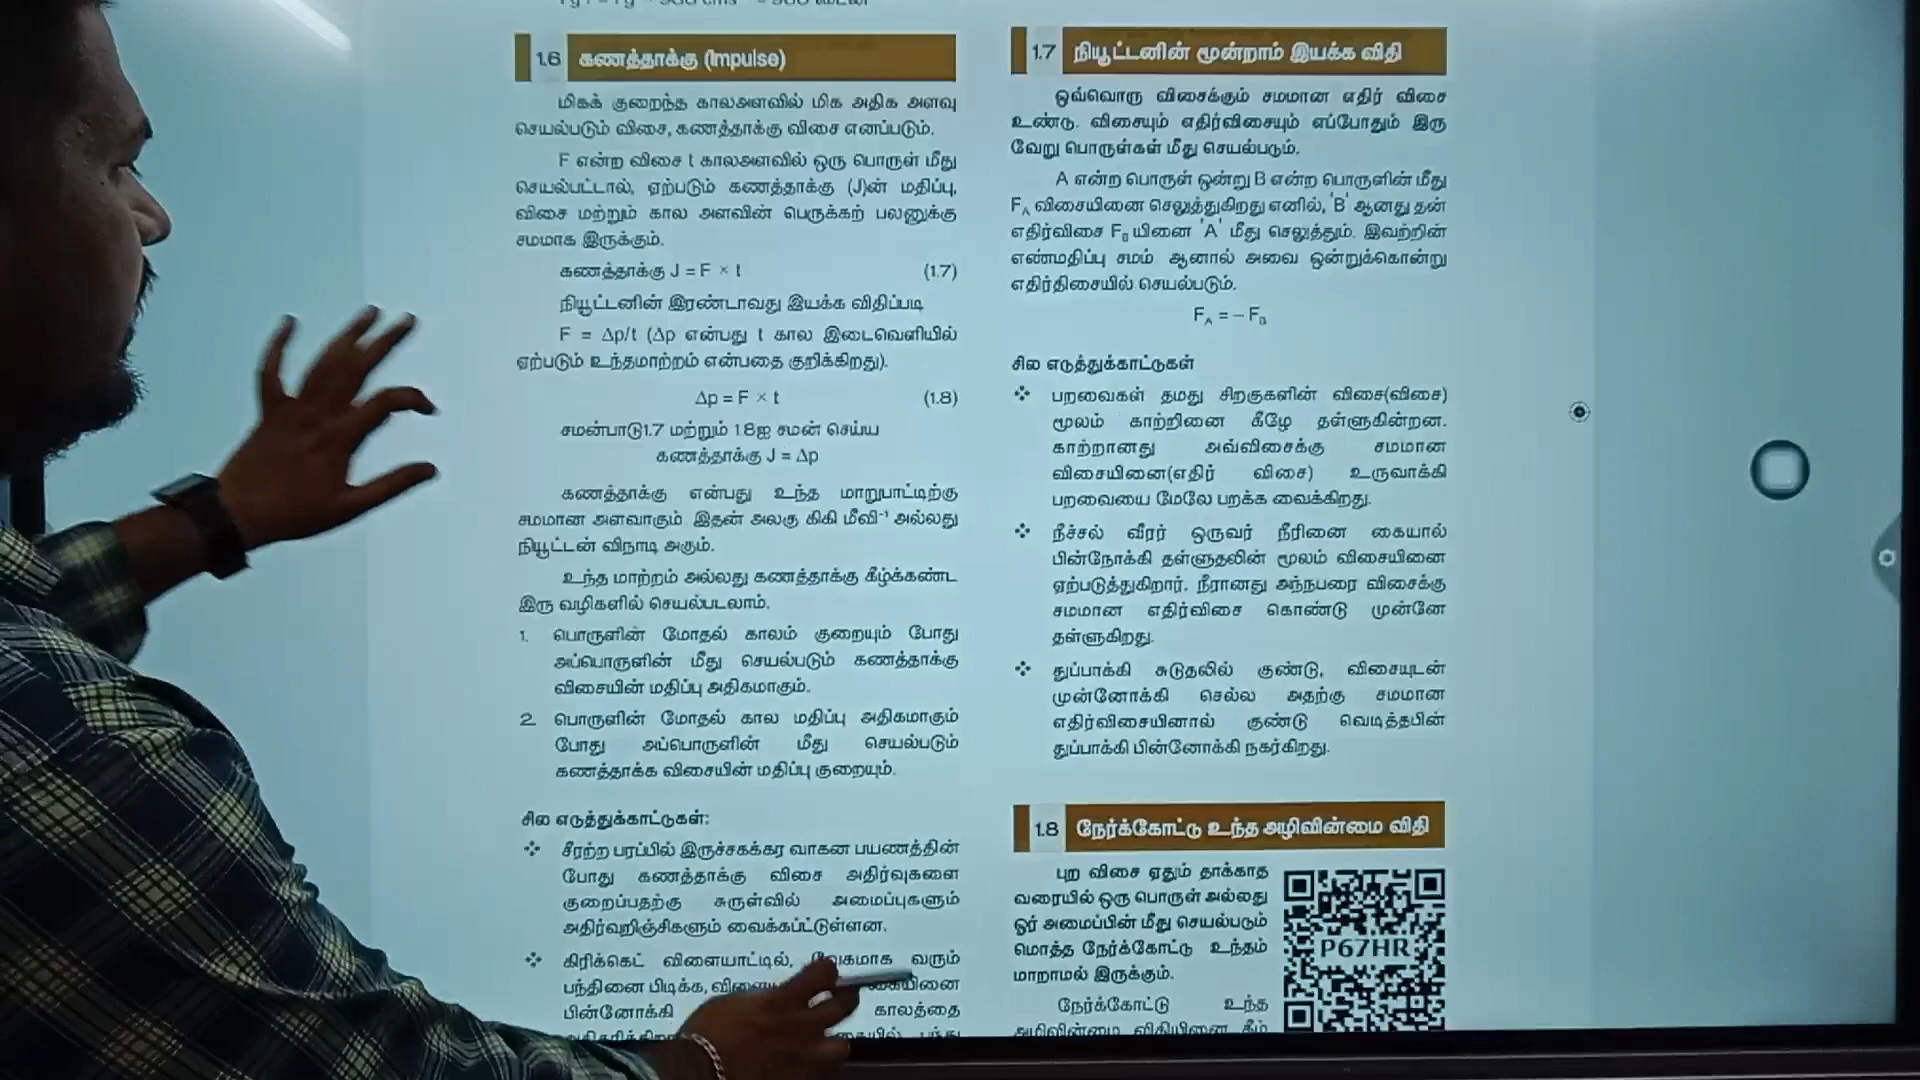 1.6 கணத்தாக்கு (Impulse)
மிகக் குறைந்த காலஅளவில் மிக அதிக அளவு
செயல்படும் விசை, கணத்தாக்கு விசை எனப்படும்.
F என்ற விசை t காலஅளவில் ஒரு பொருள் மீது
செயல்பட்டால், ஏற்படும் கணத்தாக்கு (J)ன் மதிப்பு,
விசை மற்றும் கால அளவின் பெருக்கற் பலனுக்கு
சமமாக இருக்கும்.
கணத்தாக்கு J = F × t (1.7)
நியூட்டனின் இரண்டாவது இயக்க விதிப்படி
F = Δp/t (Δp என்பது t கால இடைவெளியில்
ஏற்படும் உந்தமாற்றம் என்பதை குறிக்கிறது).
Δp = F × t (1.8)
சமன்பாடு1.7 மற்றும் 1.8ஐ சமன் செய்ய
கணத்தாக்கு J = Δp
கணத்தாக்கு என்பது உந்த மாறுபாட்டிற்கு
சமமான அளவாகும் இதன் அலகு கிகி மீவி⁻¹ அல்லது
நியூட்டன் விநாடி அகும்.
உந்த மாற்றம் அல்லது கணத்தாக்கு கீழ்க்கண்ட
இரு வழிகளில் செயல்படலாம்.
1. பொருளின் மோதல் காலம் குறையும் போது
அப்பொருளின் மீது செயல்படும் கணத்தாக்கு
விசையின் மதிப்பு அதிகமாகும்.
2. பொருளின் மோதல் கால மதிப்பு அதிகமாகும்
போது அப்பொருளின் மீது செயல்படும்
கணத்தாக்க விசையின் மதிப்பு குறையும்.
சில எடுத்துக்காட்டுகள்:
❖ சீரற்ற பரப்பில் இருச்சகக்கர வாகன பயணத்தின்
போது கணத்தாக்கு விசை அதிர்வுகளை
குறைப்பதற்கு சுருள்வில் அமைப்புகளும்
அதிர்வுறிஞ்சிகளும் வைக்கப்ட்டுள்ளன.
❖ கிரிக்கெட் விளையாட்டில், வேகமாக வரும்
பந்தினை பிடிக்க, கையினை
பின்னோக்கி காலத்தை
1.7 நியூட்டனின் மூன்றாம் இயக்க விதி
ஒவ்வொரு விசைக்கும் சமமான எதிர் விசை
உண்டு. விசையும் எதிர்விசையும் எப்போதும் இரு
வேறு பொருள்கள் மீது செயல்படும்.
A என்ற பொருள் ஒன்று B என்ற பொருளின் மீது
F_A விசையினை செலுத்துகிறது எனில், 'B' ஆனது தன்
எதிர்விசை F_B யினை 'A' மீது செலுத்தும். இவற்றின்
எண்மதிப்பு சமம் ஆனால் அவை ஒன்றுக்கொன்று
எதிர்திசையில் செயல்படும்.
F_A = – F_B
சில எடுத்துக்காட்டுகள்
❖ பறவைகள் தமது சிறகுகளின் விசை(விசை)
மூலம் காற்றினை கீழே தள்ளுகின்றன.
காற்றானது அவ்விசைக்கு சமமான
விசையினை(எதிர் விசை) உருவாக்கி
பறவையை மேலே பறக்க வைக்கிறது.
❖ நீச்சல் வீரர் ஒருவர் நீரினை கையால்
பின்நோக்கி தள்ளுதலின் மூலம் விசையினை
ஏற்படுத்துகிறார். நீரானது அந்நபரை விசைக்கு
சமமான எதிர்விசை கொண்டு முன்னே
தள்ளுகிறது.
❖ துப்பாக்கி சுடுதலில் குண்டு, விசையுடன்
முன்னோக்கி செல்ல அதற்கு சமமான
எதிர்விசையினால் குண்டு வெடித்தபின்
துப்பாக்கி பின்னோக்கி நகர்கிறது.
1.8 நேர்க்கோட்டு உந்த அழிவின்மை விதி
புற விசை ஏதும் தாக்காத
வரையில் ஒரு பொருள் அல்லது
ஓர் அமைப்பின் மீது செயல்படும்
மொத்த நேர்க்கோட்டு உந்தம்
மாறாமல் இருக்கும்.
P67HR
நேர்க்கோட்டு உந்த
அழிவின்மை விதியினை கீழ்